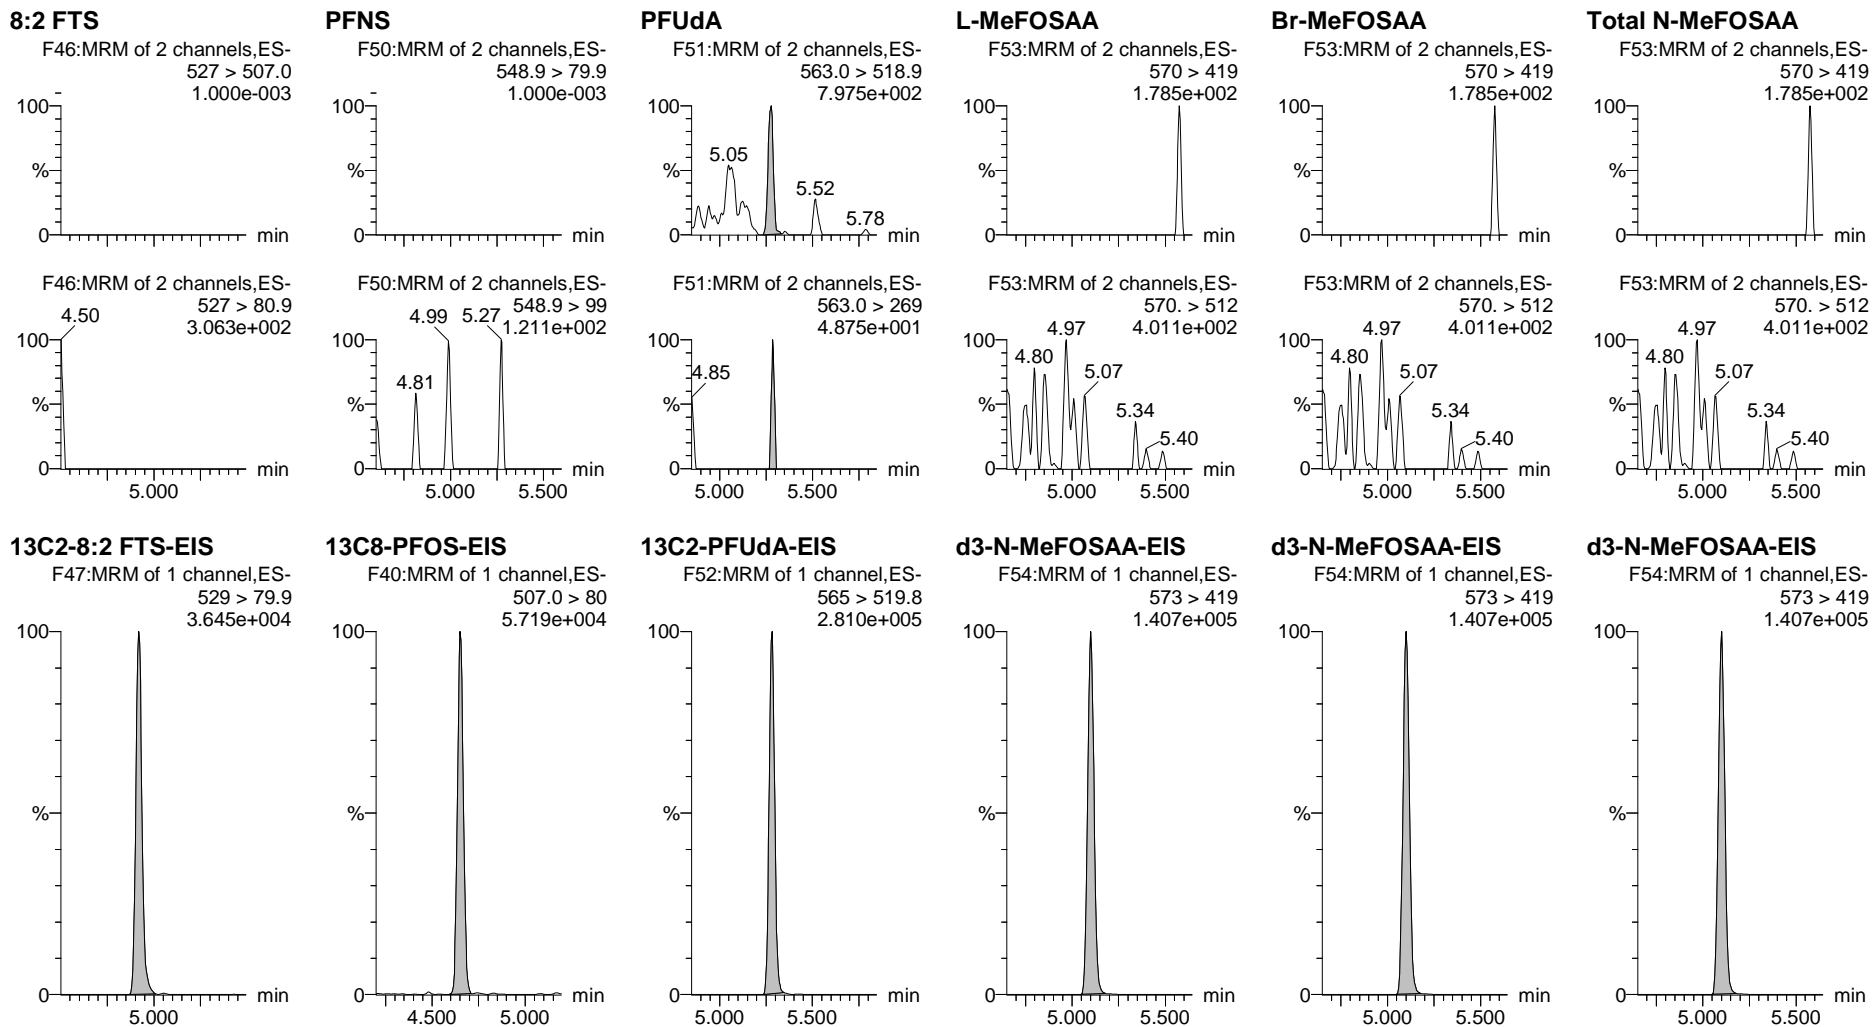 8:2 FTS
F46:MRM of 2 channels,ES-
527 > 507.0
1.000e-003
100
%
0
min
F46:MRM of 2 channels,ES-
527 > 80.9
3.063e+002
4.50
100
%
0
min
5.000
13C2-8:2 FTS-EIS
F47:MRM of 1 channel,ES-
529 > 79.9
3.645e+004
100
%
0
min
5.000
PFNS
F50:MRM of 2 channels,ES-
548.9 > 79.9
1.000e-003
100
%
0
min
F50:MRM of 2 channels,ES-
548.9 > 99
1.211e+002
4.99 5.27
4.81
100
%
0
min
5.000 5.500
13C8-PFOS-EIS
F40:MRM of 1 channel,ES-
507.0 > 80
5.719e+004
100
%
0
min
4.500 5.000
PFUdA
F51:MRM of 2 channels,ES-
563.0 > 518.9
7.975e+002
100
5.05
%
5.52
5.78
0
min
F51:MRM of 2 channels,ES-
563.0 > 269
4.875e+001
100
4.85
%
0
min
5.000 5.500
13C2-PFUdA-EIS
F52:MRM of 1 channel,ES-
565 > 519.8
2.810e+005
100
%
0
min
5.000 5.500
L-MeFOSAA
F53:MRM of 2 channels,ES-
570 > 419
1.785e+002
100
%
0
min
F53:MRM of 2 channels,ES-
570. > 512
4.011e+002
100
4.97
4.80
5.07
%
5.34
5.40
0
min
5.000 5.500
d3-N-MeFOSAA-EIS
F54:MRM of 1 channel,ES-
573 > 419
1.407e+005
100
%
0
min
5.000 5.500
Br-MeFOSAA
F53:MRM of 2 channels,ES-
570 > 419
1.785e+002
100
%
0
min
F53:MRM of 2 channels,ES-
570. > 512
4.011e+002
100
4.97
4.80
5.07
%
5.34
5.40
0
min
5.000 5.500
d3-N-MeFOSAA-EIS
F54:MRM of 1 channel,ES-
573 > 419
1.407e+005
100
%
0
min
5.000 5.500
Total N-MeFOSAA
F53:MRM of 2 channels,ES-
570 > 419
1.785e+002
100
%
0
min
F53:MRM of 2 channels,ES-
570. > 512
4.011e+002
100
4.97
4.80
5.07
%
5.34
5.40
0
min
5.000 5.500
d3-N-MeFOSAA-EIS
F54:MRM of 1 channel,ES-
573 > 419
1.407e+005
100
%
0
min
5.000 5.500